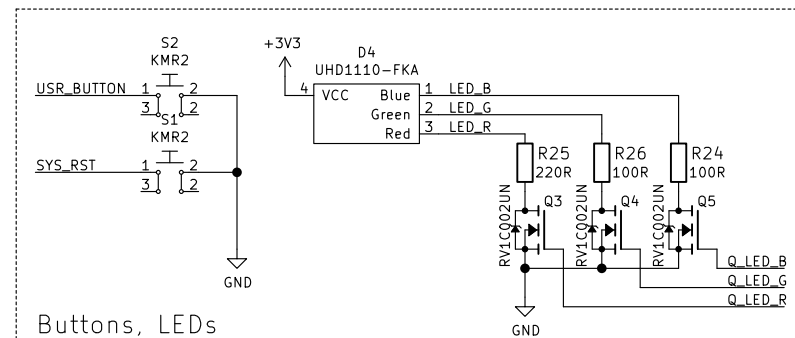 S2
KMR2
USR_BUTTON 1 2
3 2
S1
KMR2
SYS_RST 1 2
3 2
GND
+3V3
D4
UHD1110-FKA
4 VCC Blue 1 LED_B
Green 2 LED_G
Red 3 LED_R
R25
220R
R26
100R
R24
100R
RV1C002UN
Q3
RV1C002UN
Q4
RV1C002UN
Q5
Q_LED_B
Q_LED_G
Q_LED_R
GND
Buttons, LEDs